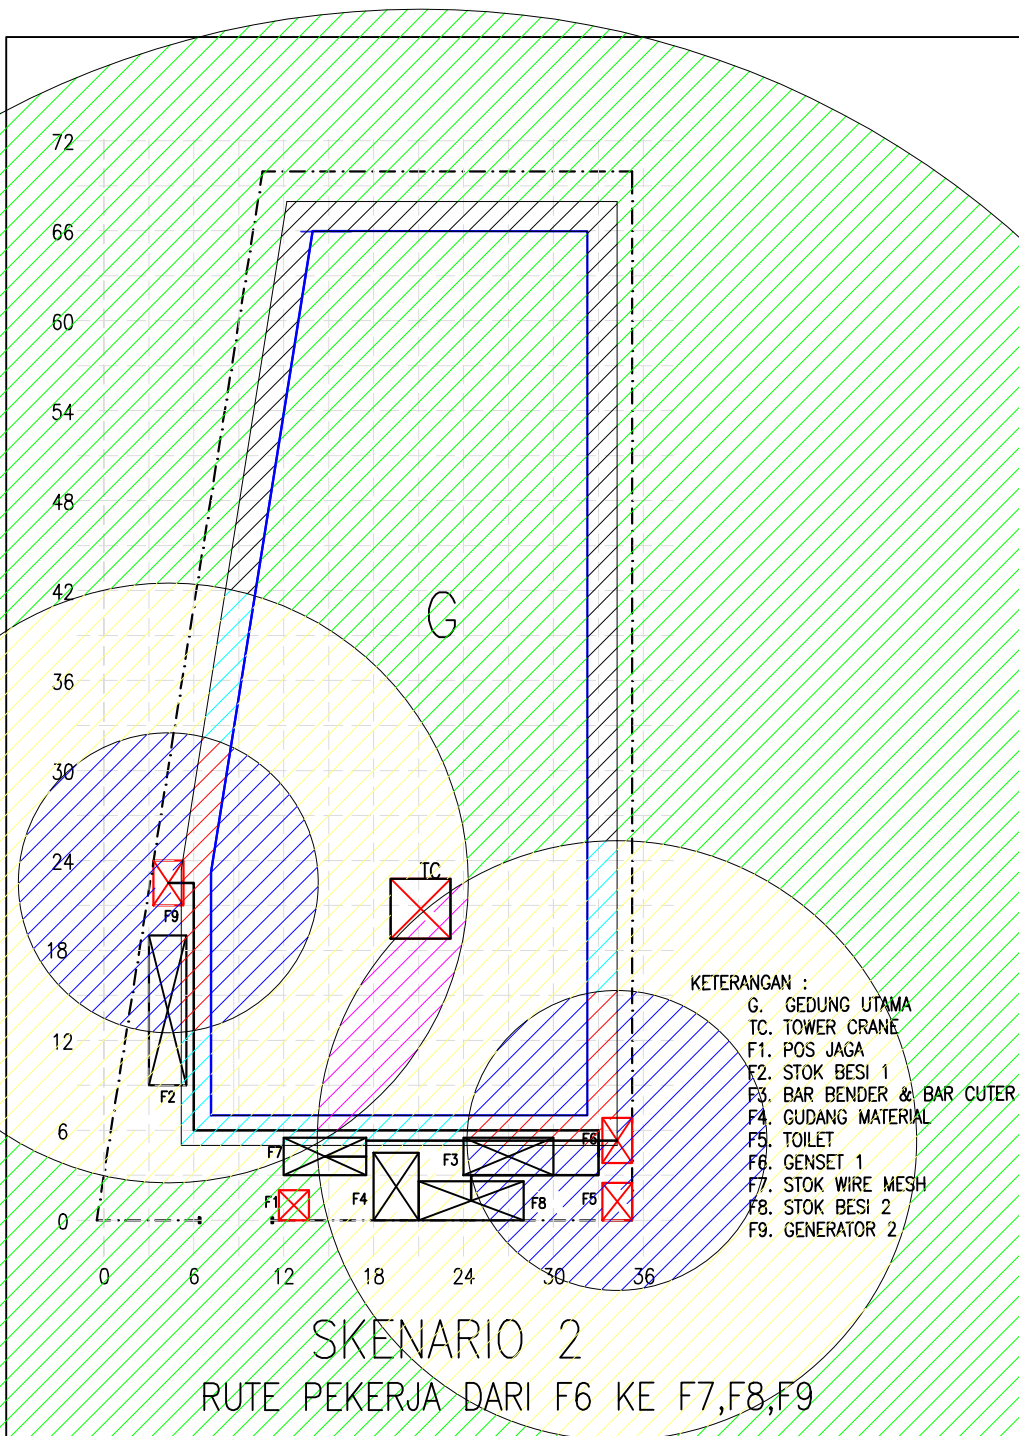 72
66
60
54
48
42
G
36
30
24
TC
F9
18
KETERANGAN :
G. GEDUNG UTAMA
TC. TOWER CRANE
F1. POS JAGA
F2. STOK BESI 1
F3. BAR BENDER & BAR CUTER
F4. GUDANG MATERIAL
F5. TOILET
F6. GENSET 1
F7. STOK WIRE MESH
F8. STOK BESI 2
F9. GENERATOR 2
12
F2
6
F6
F7
F3
F1
F4
F8
F5
0
0 6 12 18 24 30 36
SKENARIO 2
RUTE PEKERJA DARI F6 KE F7,F8,F9